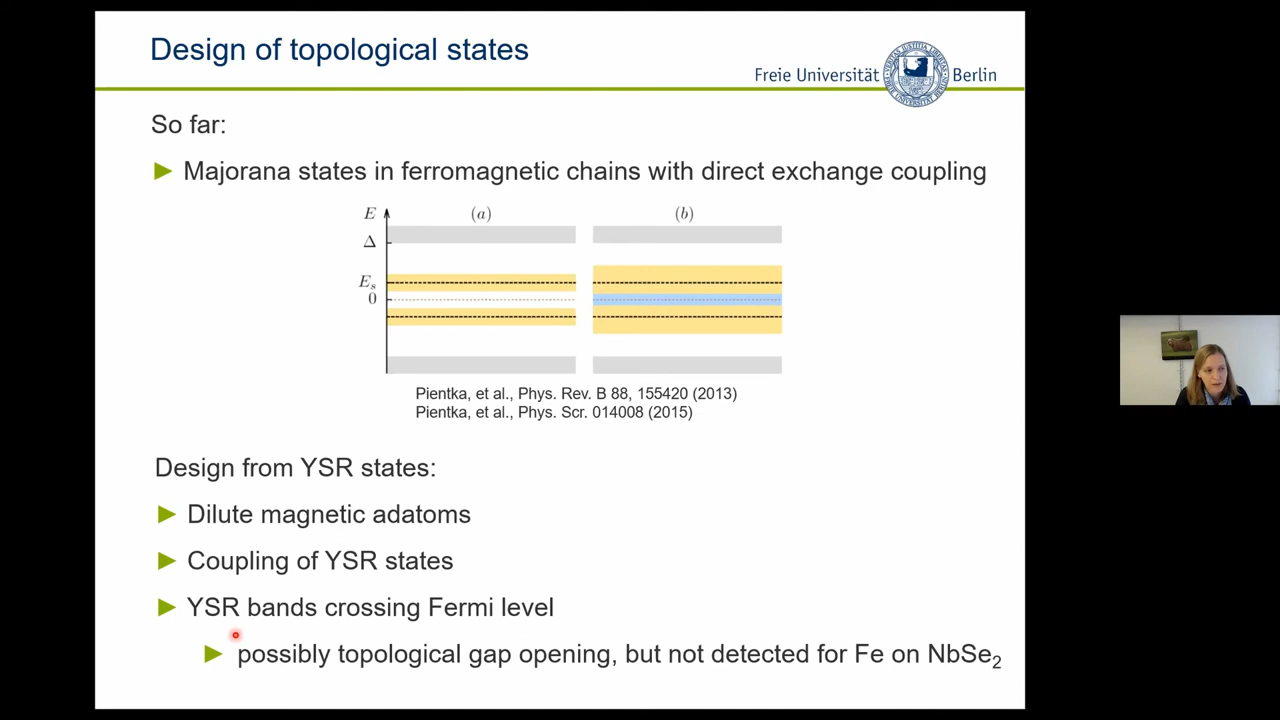 Design of topological states
Freie Universität Berlin
So far:
► Majorana states in ferromagnetic chains with direct exchange coupling
E (a) (b)
Δ
Eₛ
0
Pientka, et al., Phys. Rev. B 88, 155420 (2013)
Pientka, et al., Phys. Scr. 014008 (2015)
Design from YSR states:
► Dilute magnetic adatoms
► Coupling of YSR states
► YSR bands crossing Fermi level
► possibly topological gap opening, but not detected for Fe on NbSe₂